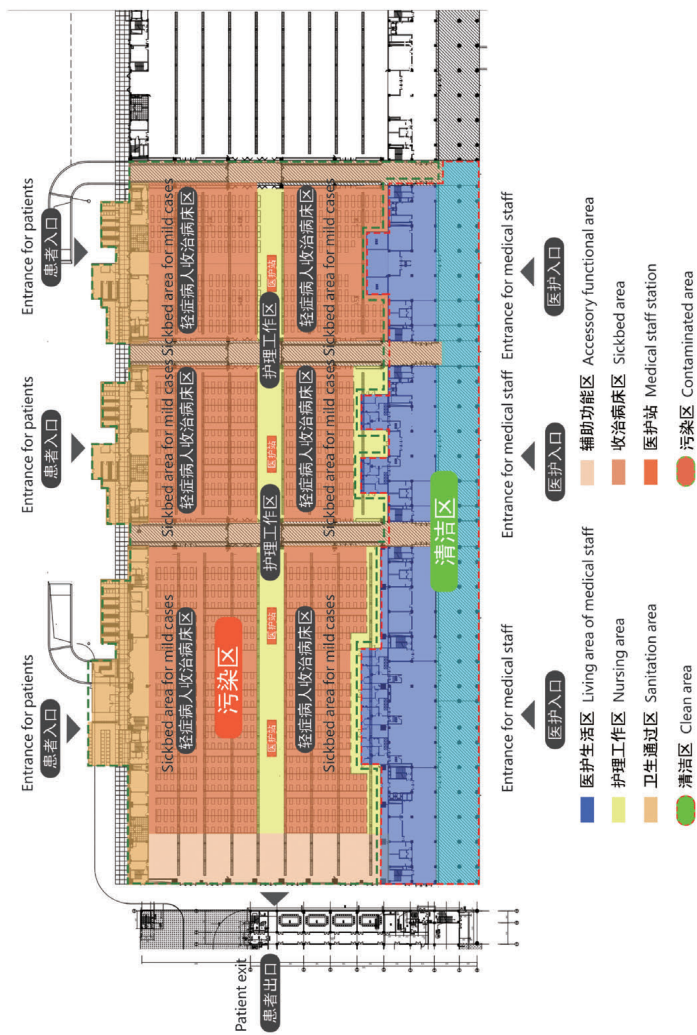 Entrance for patients
患者入口
Entrance for patients
患者入口
Entrance for patients
患者入口
Sickbed area for mild cases
轻症病人收治病床区
Sickbed area for mild cases
轻症病人收治病床区
Sickbed area for mild cases
轻症病人收治病床区
污染区
医护站
医护站
医护站
医护站
护理工作区
护理工作区
Sickbed area for mild cases
轻症病人收治病床区
Sickbed area for mild cases
轻症病人收治病床区
Sickbed area for mild cases
轻症病人收治病床区
清洁区
Patient exit
患者出口
Entrance for medical staff
医护入口
Entrance for medical staff
医护入口
Entrance for medical staff
医护入口
医护生活区 Living area of medical staff
护理工作区 Nursing area
卫生通过区 Sanitation area
清洁区 Clean area
辅助功能区 Accessory functional area
收治病床区 Sickbed area
医护站 Medical staff station
污染区 Contaminated area